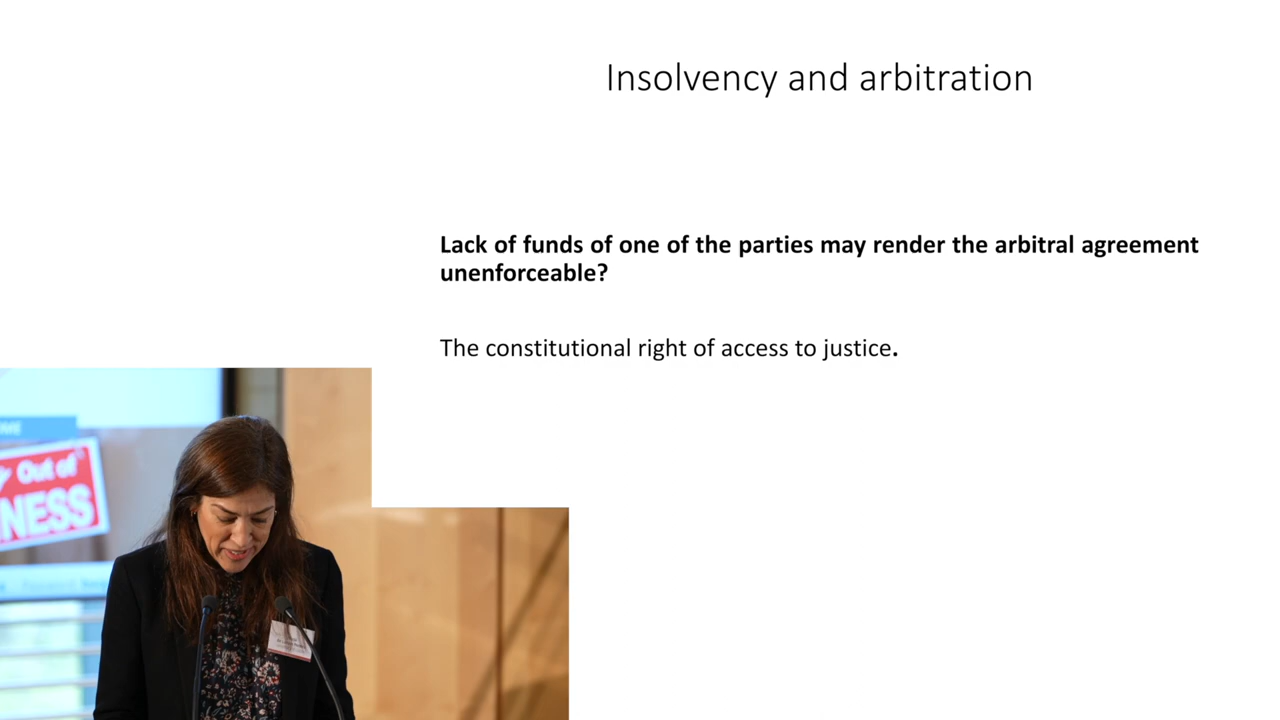 Insolvency and arbitration
Lack of funds of one of the parties may render the arbitral agreement
unenforceable?
The constitutional right of access to justice.
Out of
NESS